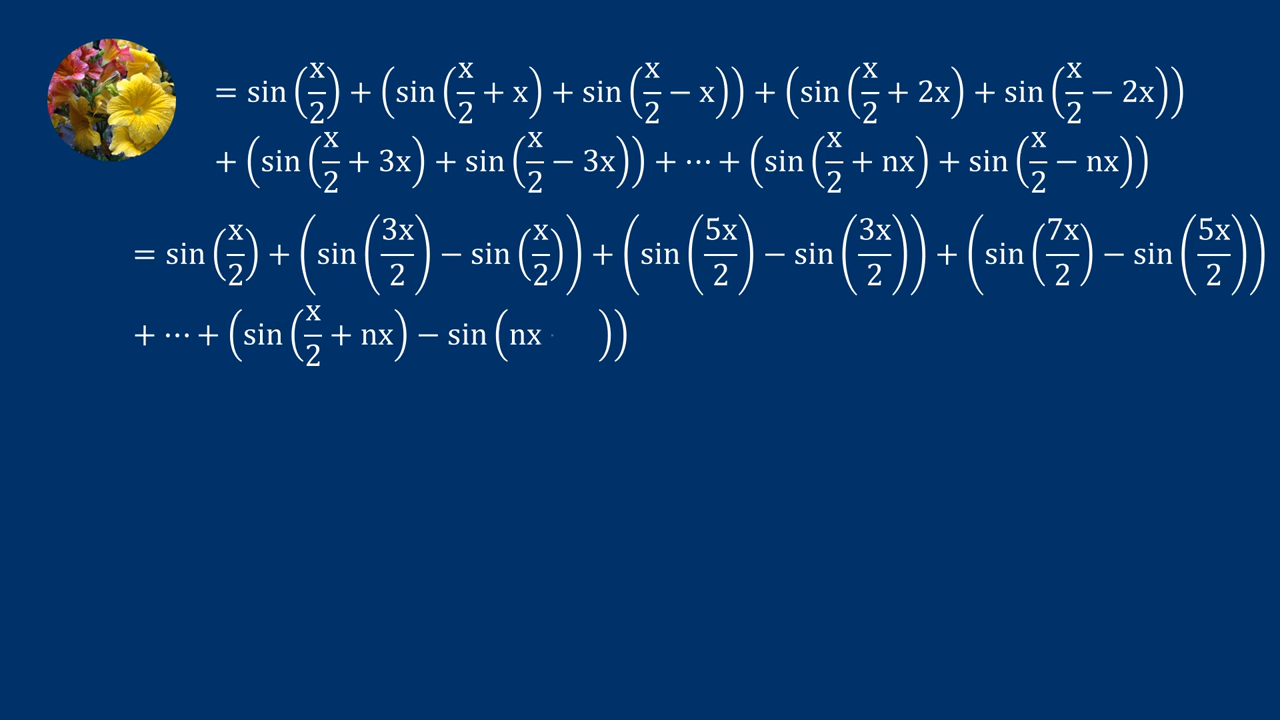 = sin (x/2) + (sin (x/2 + x) + sin (x/2 − x)) + (sin (x/2 + 2x) + sin (x/2 − 2x))
+ (sin (x/2 + 3x) + sin (x/2 − 3x)) + ⋯ + (sin (x/2 + nx) + sin (x/2 − nx))
= sin (x/2) + (sin (3x/2) − sin (x/2)) + (sin (5x/2) − sin (3x/2)) + (sin (7x/2) − sin (5x/2))
+ ⋯ + (sin (x/2 + nx) − sin (nx ))